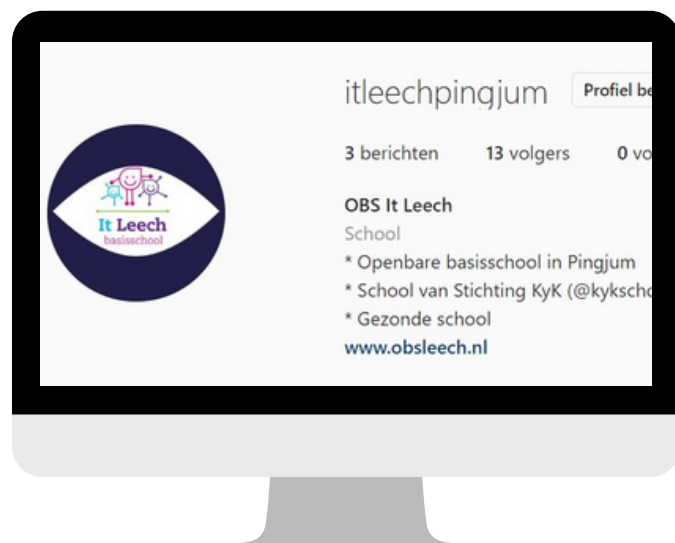 itleechpingjum
Profiel be
3 berichten 13 volgers 0 vo
It Leech
basisschool
OBS It Leech
School
* Openbare basisschool in Pingjum
* School van Stichting KyK (@kykscho
* Gezonde school
www.obsleech.nl